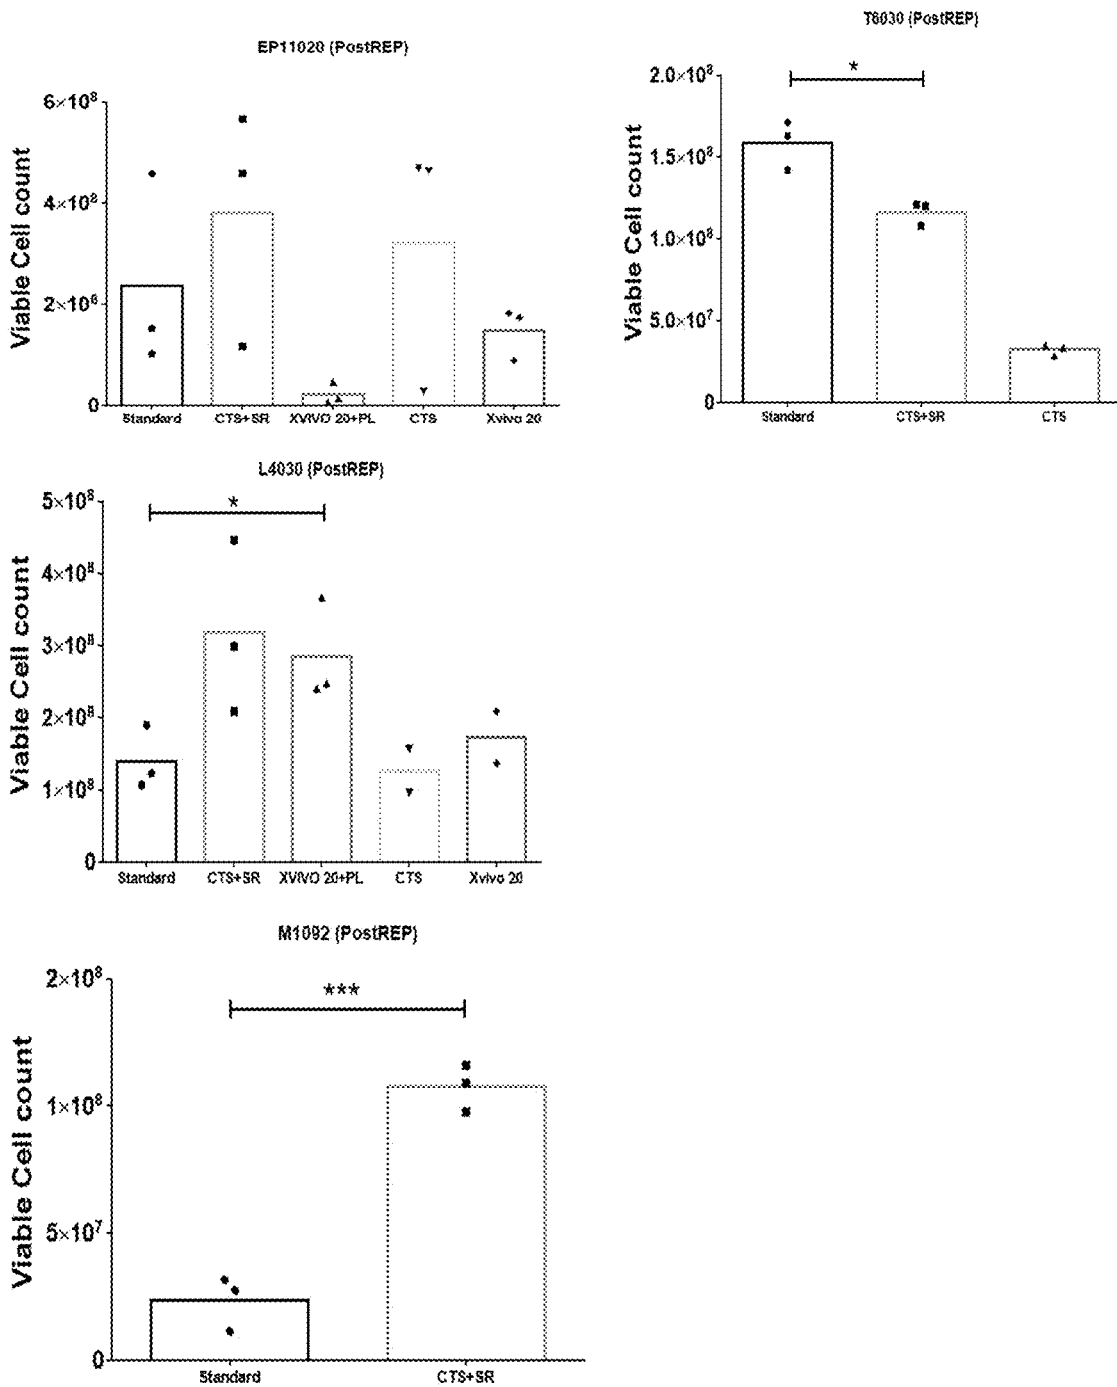 EP11020 (PostREP)
Viable Cell count
6×10⁸
4×10⁸
2×10⁸
0
Standard CTS+SR XVIVO 20+PL CTS Xvivo 20
T6030 (PostREP)
Viable Cell count
2.0×10⁸
1.5×10⁸
1.0×10⁸
5.0×10⁷
0
*
Standard CTS+SR CTS
L4030 (PostREP)
Viable Cell count
5×10⁸
4×10⁸
3×10⁸
2×10⁸
1×10⁸
0
*
Standard CTS+SR XVIVO 20+PL CTS Xvivo 20
M1092 (PostREP)
Viable Cell count
2×10⁸
1×10⁸
5×10⁷
0
***
Standard CTS+SR